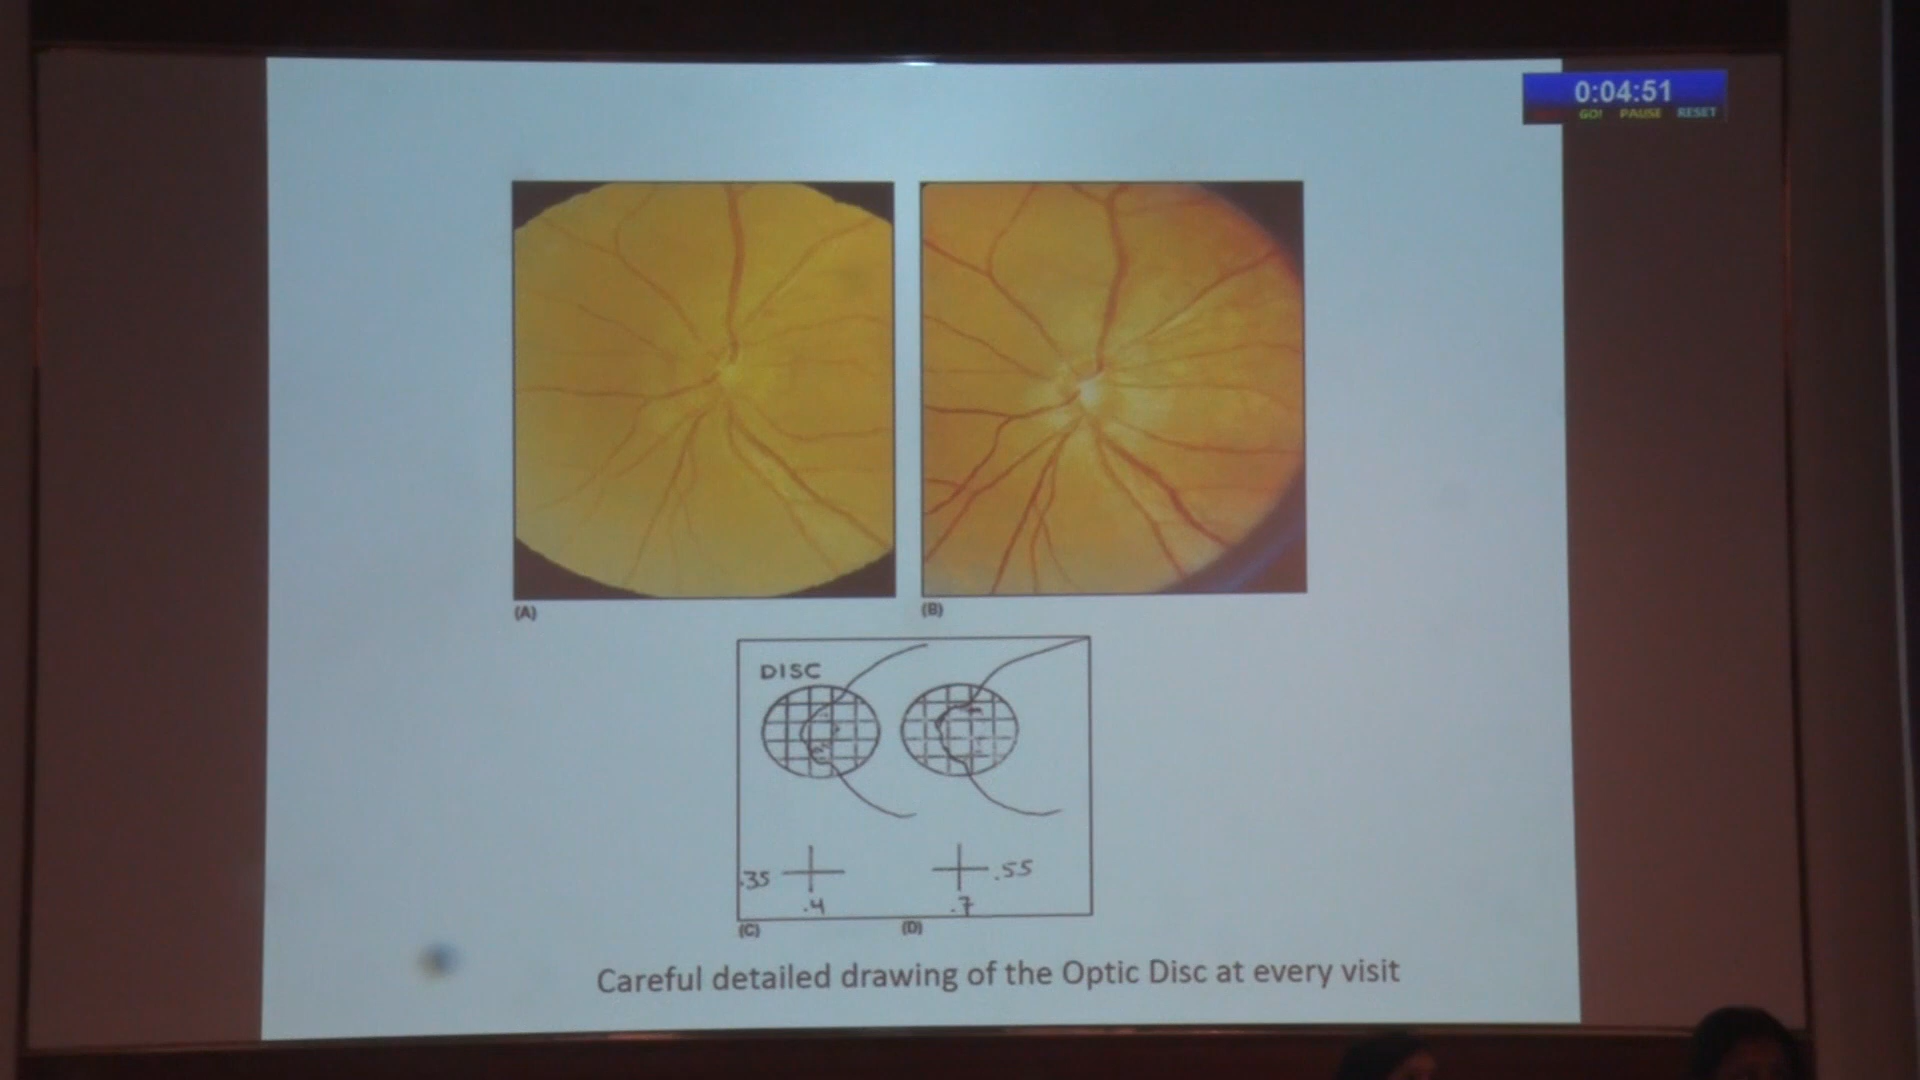 0:04:51
GO! PAUSE RESET
(A)
(B)
DISC
.35
.4
.55
.7
(C)
(D)
Careful detailed drawing of the Optic Disc at every visit